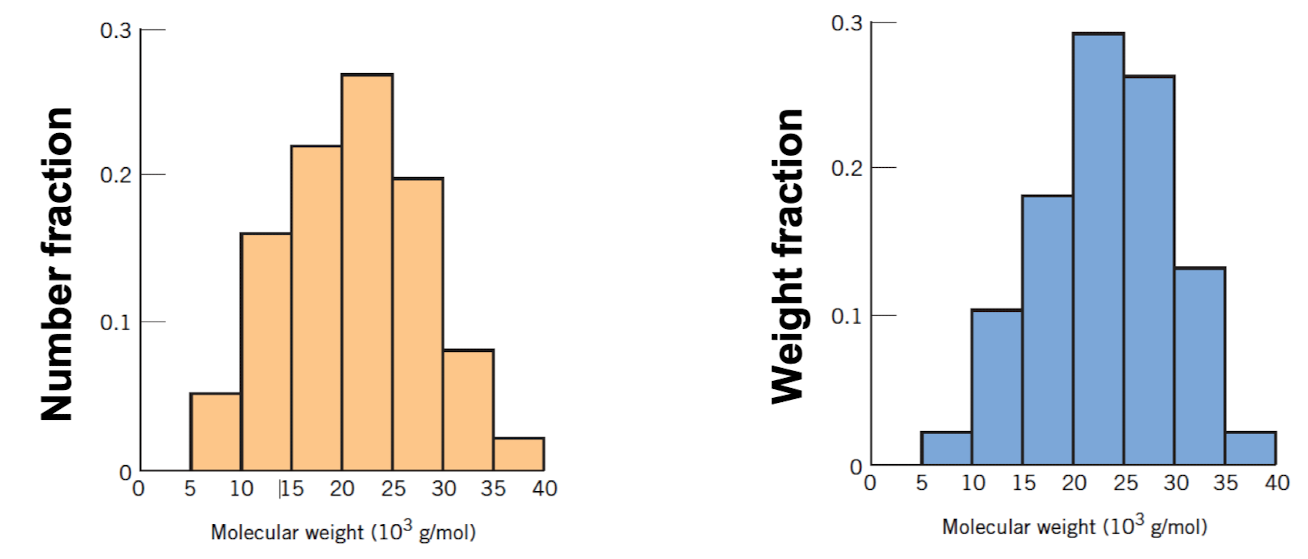 Number fraction
0.3
0.2
0.1
0
0 5 10 |15 20 25 30 35 40
Molecular weight (10³ g/mol)
Weight fraction
0.3
0.2
0.1
0
0 5 10 15 20 25 30 35 40
Molecular weight (10³ g/mol)